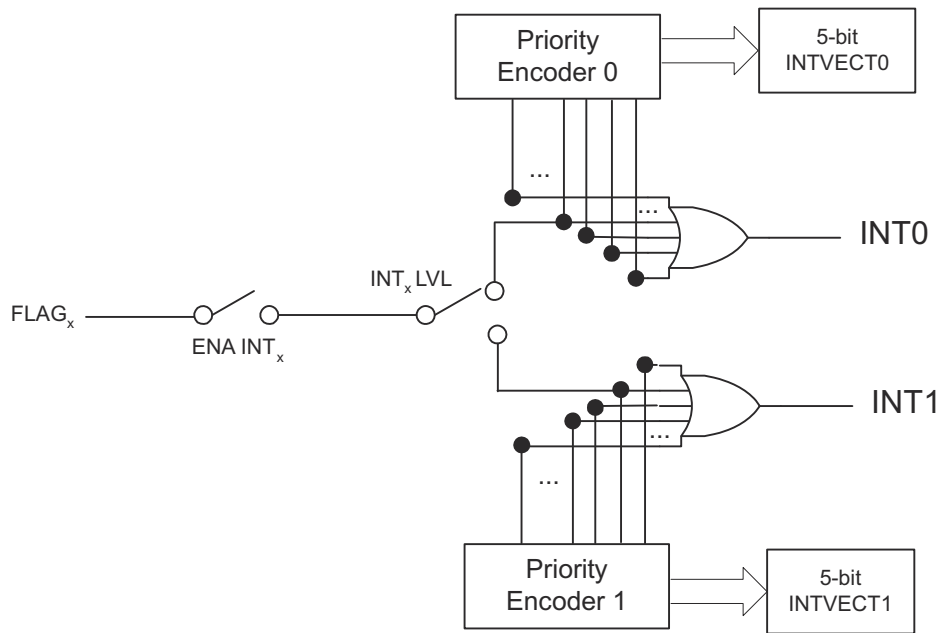 Priority
Encoder 0
5-bit
INTVECT0
...
...
INT0
INTx LVL
FLAGx
ENA INTx
INT1
...
...
Priority
Encoder 1
5-bit
INTVECT1